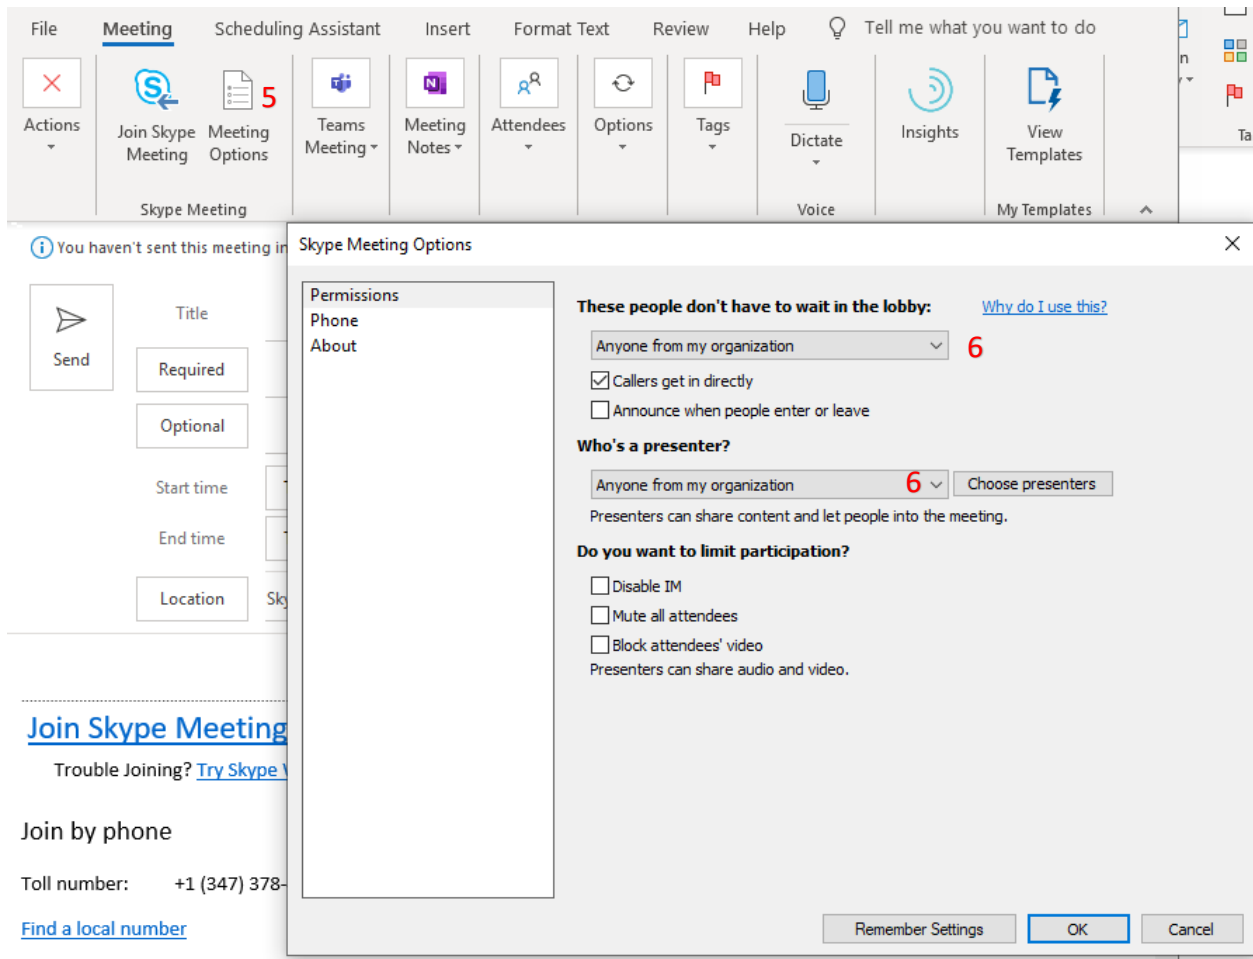 File Meeting Scheduling Assistant Insert Format Text Review Help Tell me what you want to do
5
Actions
Join Skype Meeting
Meeting Options
Teams Meeting
Meeting Notes
Attendees
Options
Tags
Dictate
Insights
View Templates
Skype Meeting
Voice
My Templates
You haven't sent this meeting
Send
Title
Required
Optional
Start time
End time
Location
Join Skype Meeting
Trouble Joining? Try Skype
Join by phone
Toll number: +1 (347) 378-
Find a local number
Skype Meeting Options
Permissions
Phone
About
These people don't have to wait in the lobby: Why do I use this?
Anyone from my organization 6
Callers get in directly
Announce when people enter or leave
Who's a presenter?
Anyone from my organization 6 Choose presenters
Presenters can share content and let people into the meeting.
Do you want to limit participation?
Disable IM
Mute all attendees
Block attendees' video
Presenters can share audio and video.
Remember Settings OK Cancel